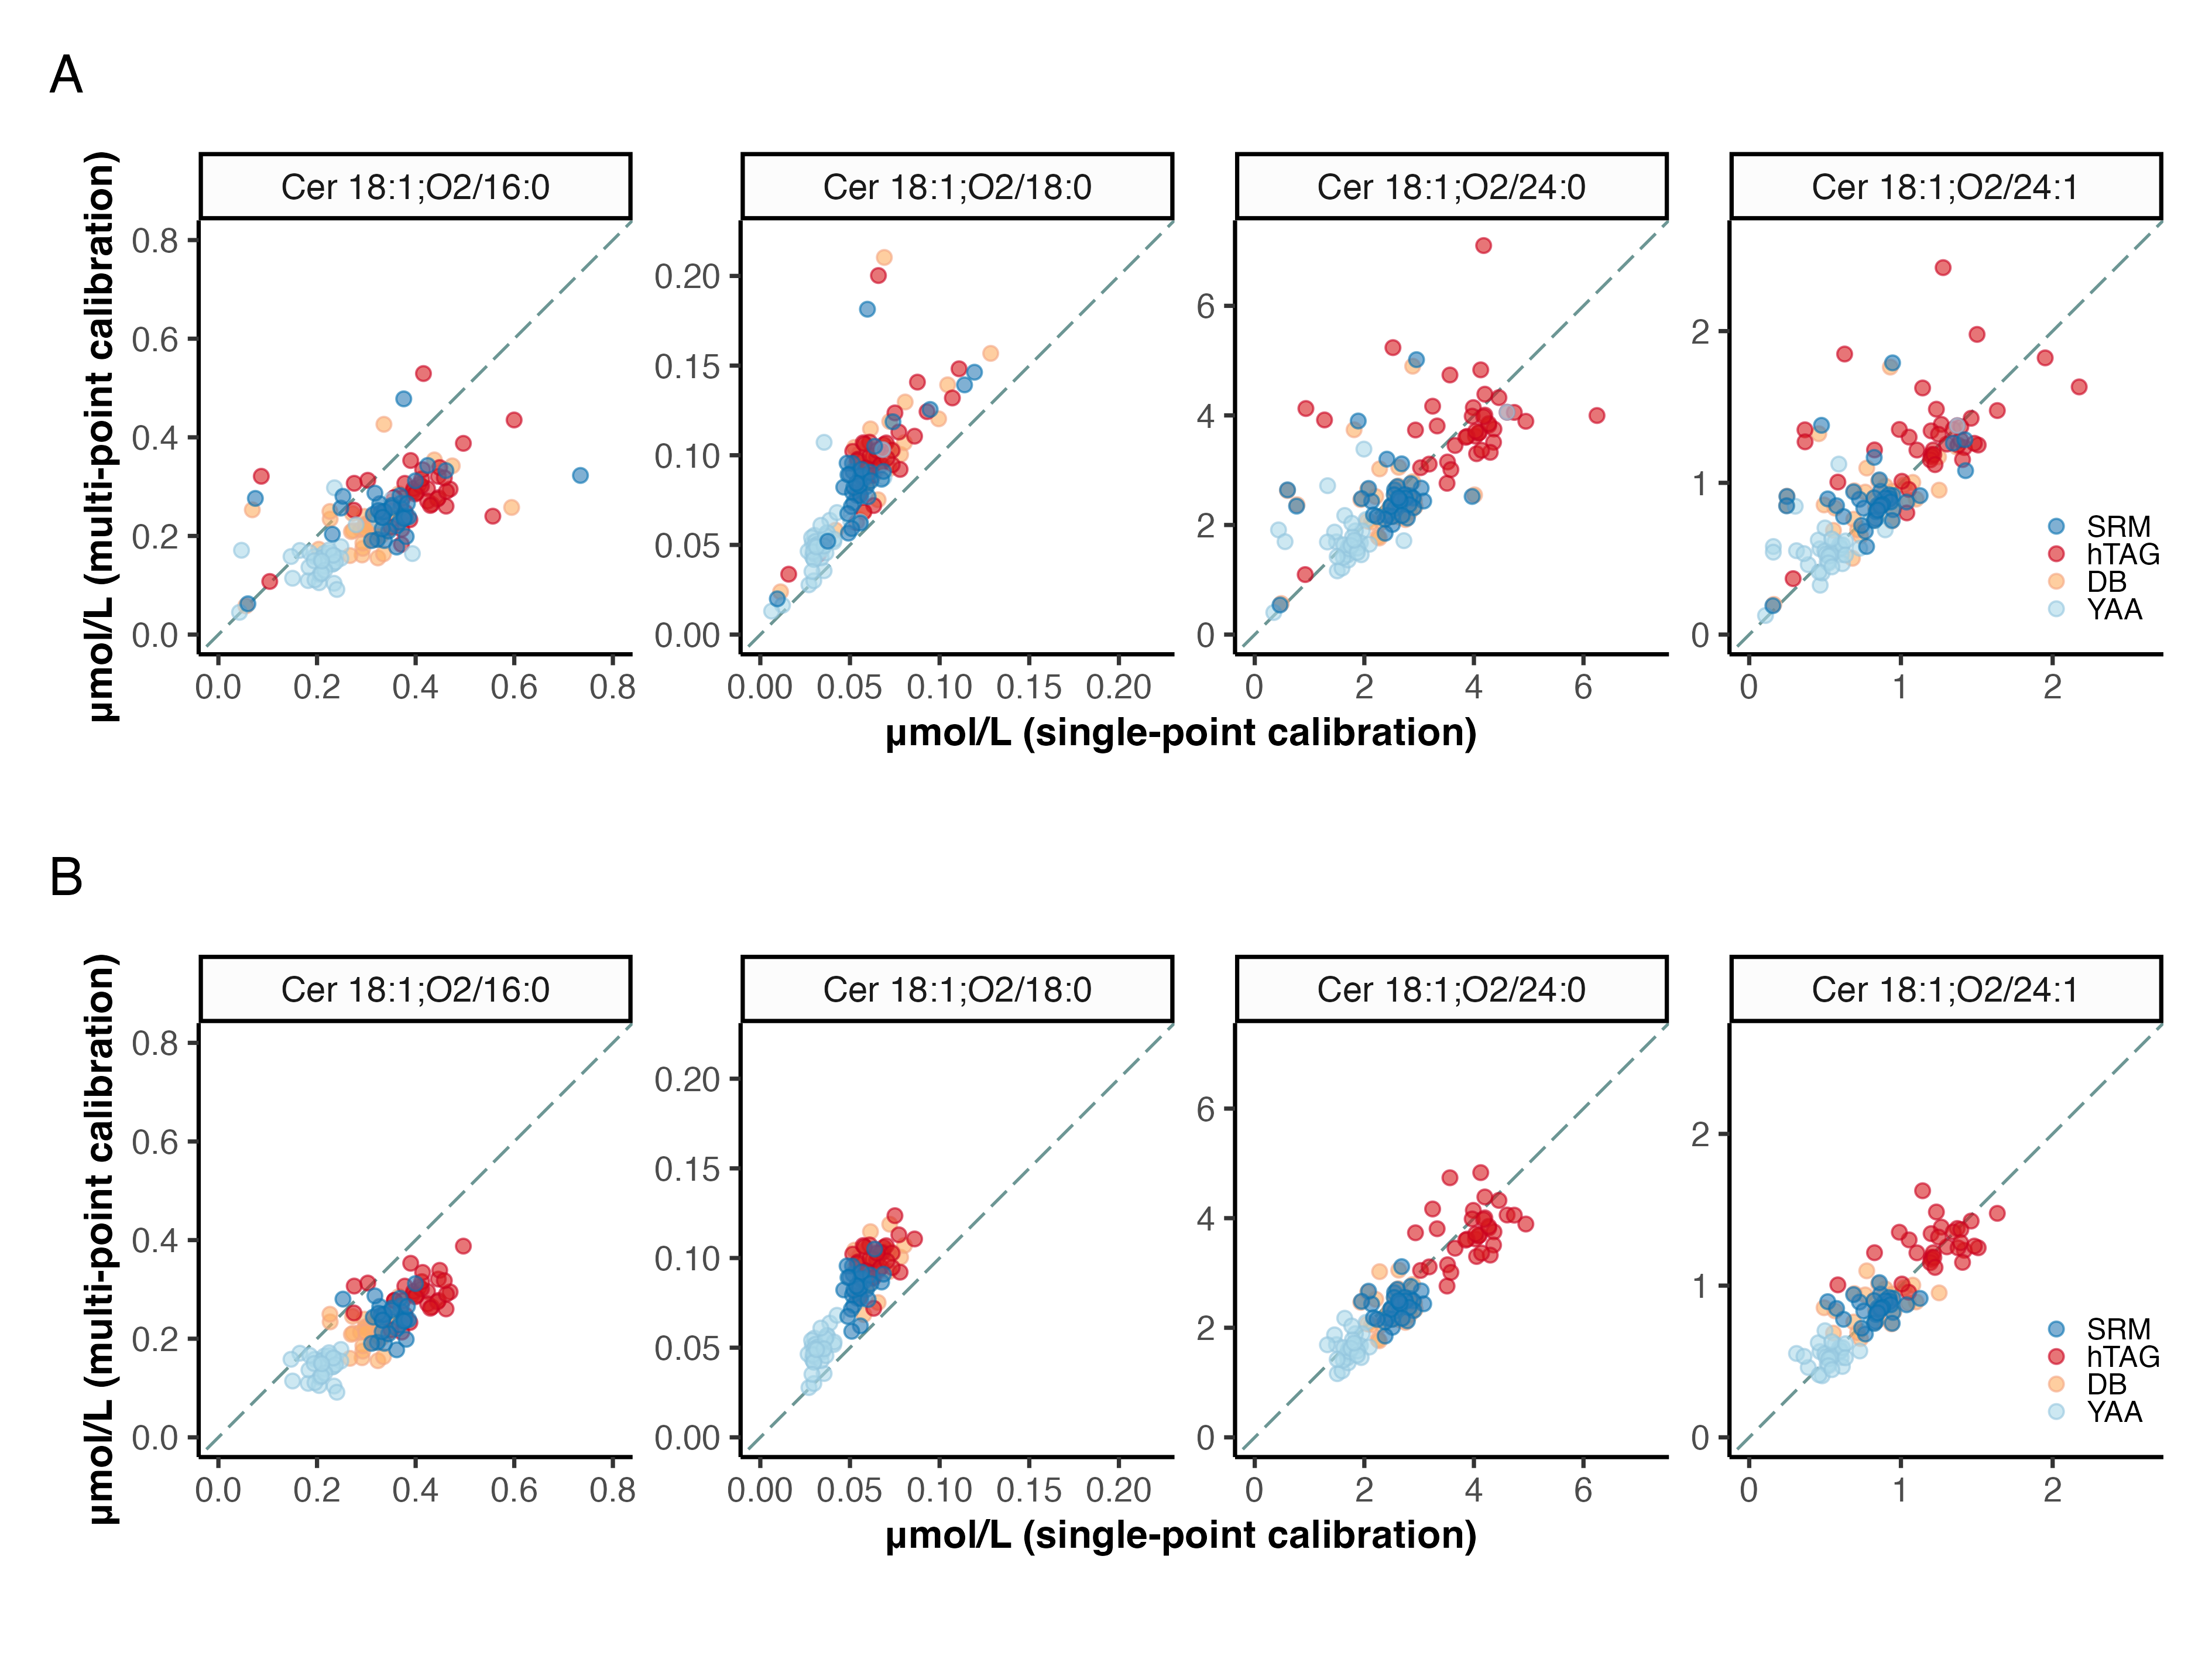 A
Cer 18:1;O2/16:0
Cer 18:1;O2/18:0
Cer 18:1;O2/24:0
Cer 18:1;O2/24:1
µmol/L (multi-point calibration)
0.8
0.6
0.4
0.2
0.0
0.20
0.15
0.10
0.05
0.00
6
4
2
0
2
1
0
SRM
hTAG
DB
YAA
0.0 0.2 0.4 0.6 0.8
0.00 0.05 0.10 0.15 0.20
0 2 4 6
0 1 2
µmol/L (single-point calibration)
B
Cer 18:1;O2/16:0
Cer 18:1;O2/18:0
Cer 18:1;O2/24:0
Cer 18:1;O2/24:1
µmol/L (multi-point calibration)
0.8
0.6
0.4
0.2
0.0
0.20
0.15
0.10
0.05
0.00
6
4
2
0
2
1
0
SRM
hTAG
DB
YAA
0.0 0.2 0.4 0.6 0.8
0.00 0.05 0.10 0.15 0.20
0 2 4 6
0 1 2
µmol/L (single-point calibration)